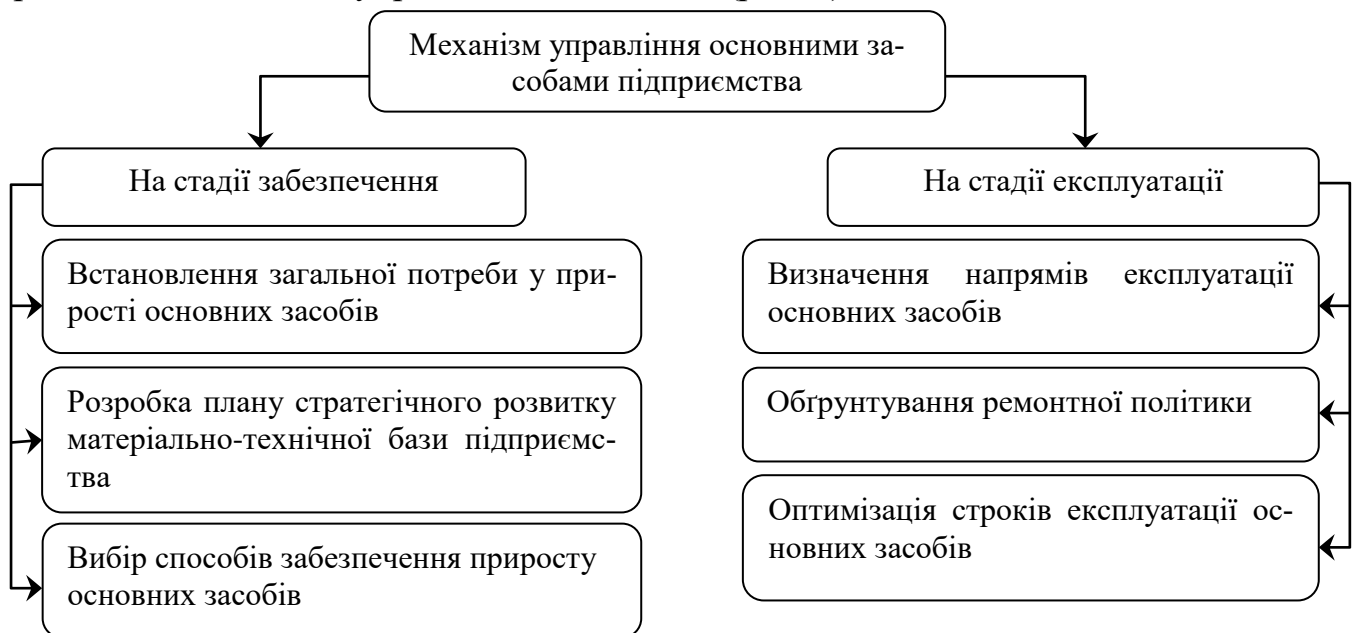 Механізм управління основними за-
собами підприємства
На стадії забезпечення
На стадії експлуатації
Встановлення загальної потреби у при-
рості основних засобів
Визначення напрямів експлуатації
основних засобів
Розробка плану стратегічного розвитку
матеріально-технічної бази підприємс-
тва
Обґрунтування ремонтної політики
Оптимізація строків експлуатації ос-
новних засобів
Вибір способів забезпечення приросту
основних засобів